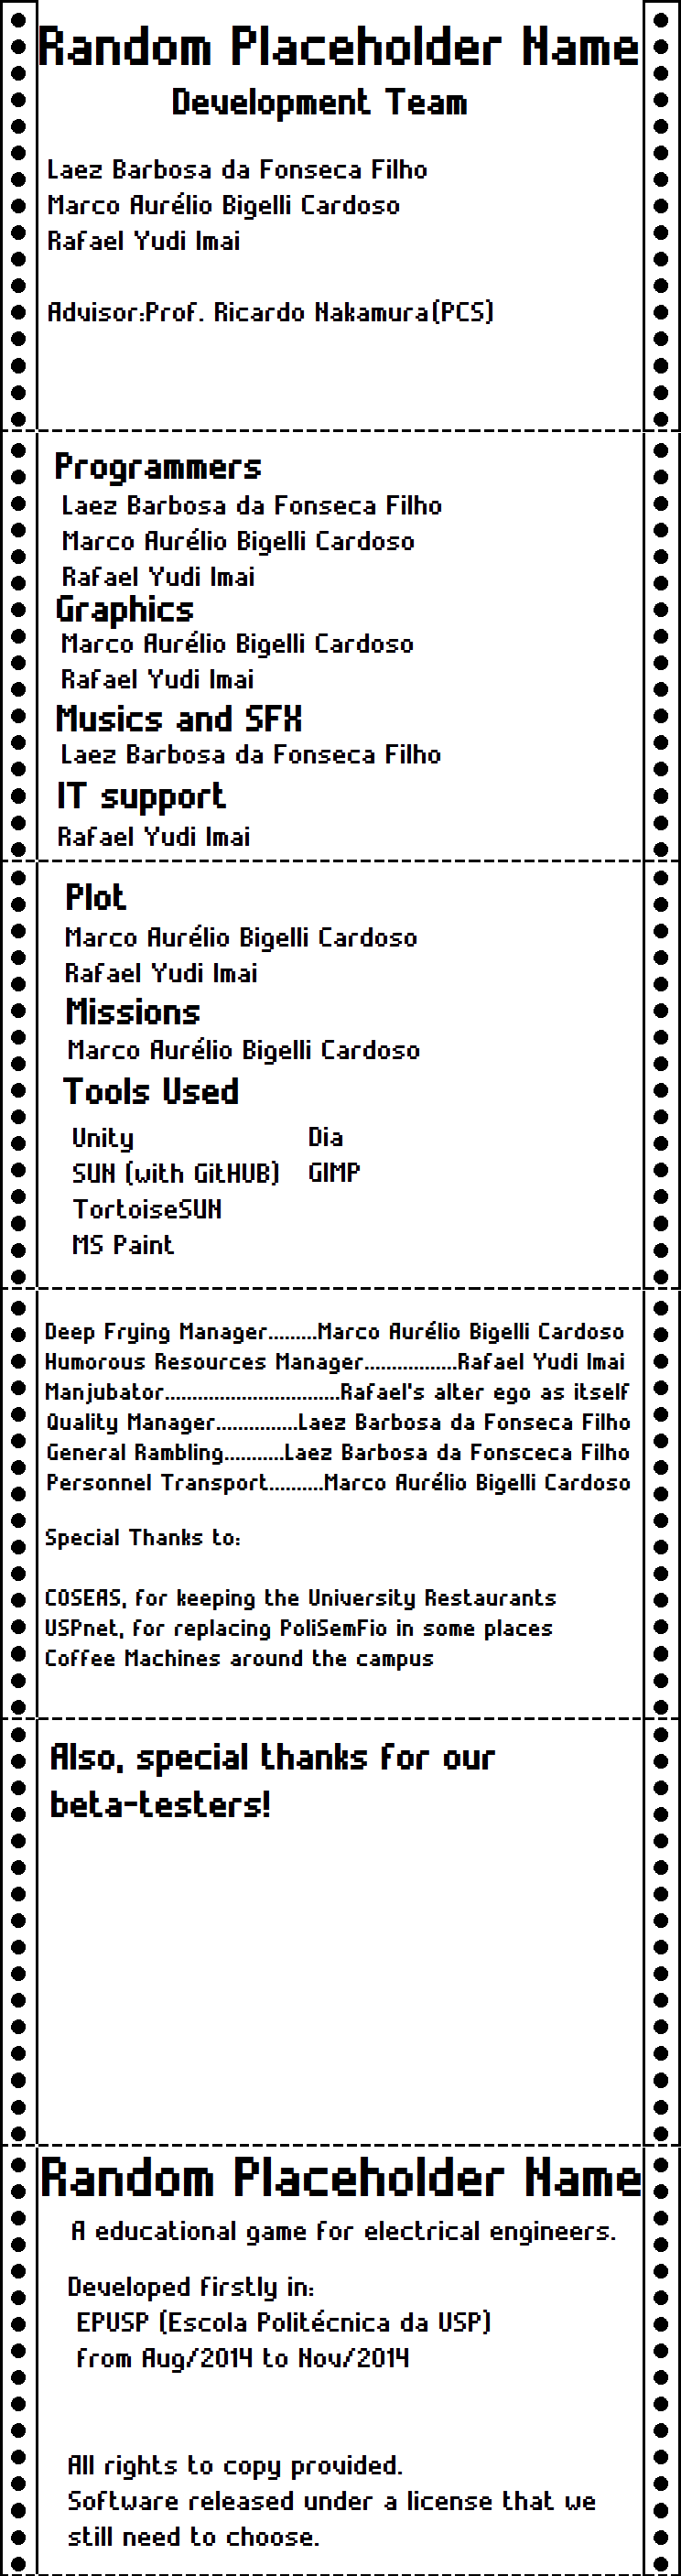 Random Placeholder Name
Development Team
Laez Barbosa da Fonseca Filho
Marco Aurélio Bigelli Cardoso
Rafael Yudi Imai
Advisor:Prof. Ricardo Nakamura(PCS)
Programmers
Laez Barbosa da Fonseca Filho
Marco Aurélio Bigelli Cardoso
Rafael Yudi Imai
Graphics
Marco Aurélio Bigelli Cardoso
Rafael Yudi Imai
Musics and SFX
Laez Barbosa da Fonseca Filho
IT support
Rafael Yudi Imai
Plot
Marco Aurélio Bigelli Cardoso
Rafael Yudi Imai
Missions
Marco Aurélio Bigelli Cardoso
Tools Used
Unity Dia
SVN (with GitHUB) GIMP
TortoiseSVN
MS Paint
Deep Frying Manager.........Marco Aurélio Bigelli Cardoso
Humorous Resources Manager.................Rafael Yudi Imai
Manjubator................................Rafael's alter ego as itself
Quality Manager...............Laez Barbosa da Fonseca Filho
General Rambling...........Laez Barbosa da Fonsceca Filho
Personnel Transport..........Marco Aurélio Bigelli Cardoso
Special Thanks to:
COSEAS, for keeping the University Restaurants
USPnet, for replacing PoliSemFio in some places
Coffee Machines around the campus
Also, special thanks for our
beta-testers!
Random Placeholder Name
A educational game for electrical engineers.
Developed firstly in:
EPUSP (Escola Politécnica da USP)
from Aug/2014 to Nov/2014
All rights to copy provided.
Software released under a license that we
still need to choose.